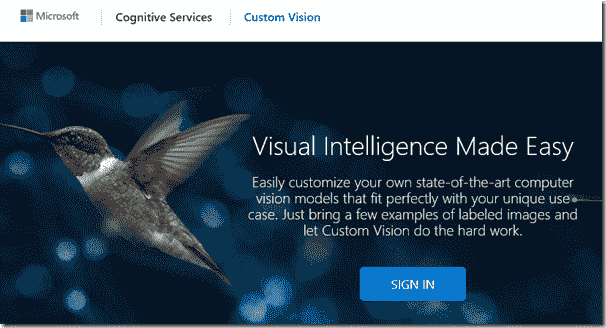 Microsoft Cognitive Services Custom Vision
Visual Intelligence Made Easy
Easily customize your own state-of-the-art computer
vision models that fit perfectly with your unique use
case. Just bring a few examples of labeled images and
let Custom Vision do the hard work.
SIGN IN